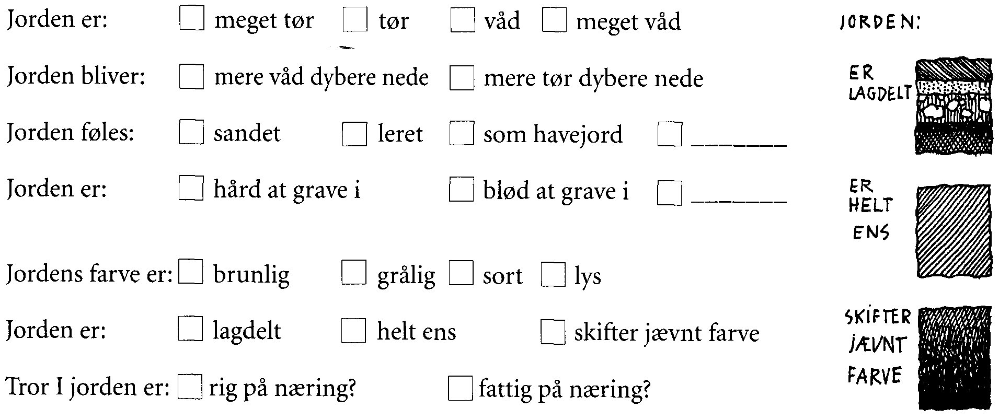 Jorden er: meget tør tør våd meget våd
Jorden bliver: mere våd dybere nede mere tør dybere nede
Jorden føles: sandet leret som havejord _______
Jorden er: hård at grave i blød at grave i _______
Jordens farve er: brunlig grålig sort lys
Jorden er: lagdelt helt ens skifter jævnt farve
Tror I jorden er: rig på næring? fattig på næring?
JORDEN:
ER
LAGDELT
ER
HELT
ENS
SKIFTER
JÆVNT
FARVE